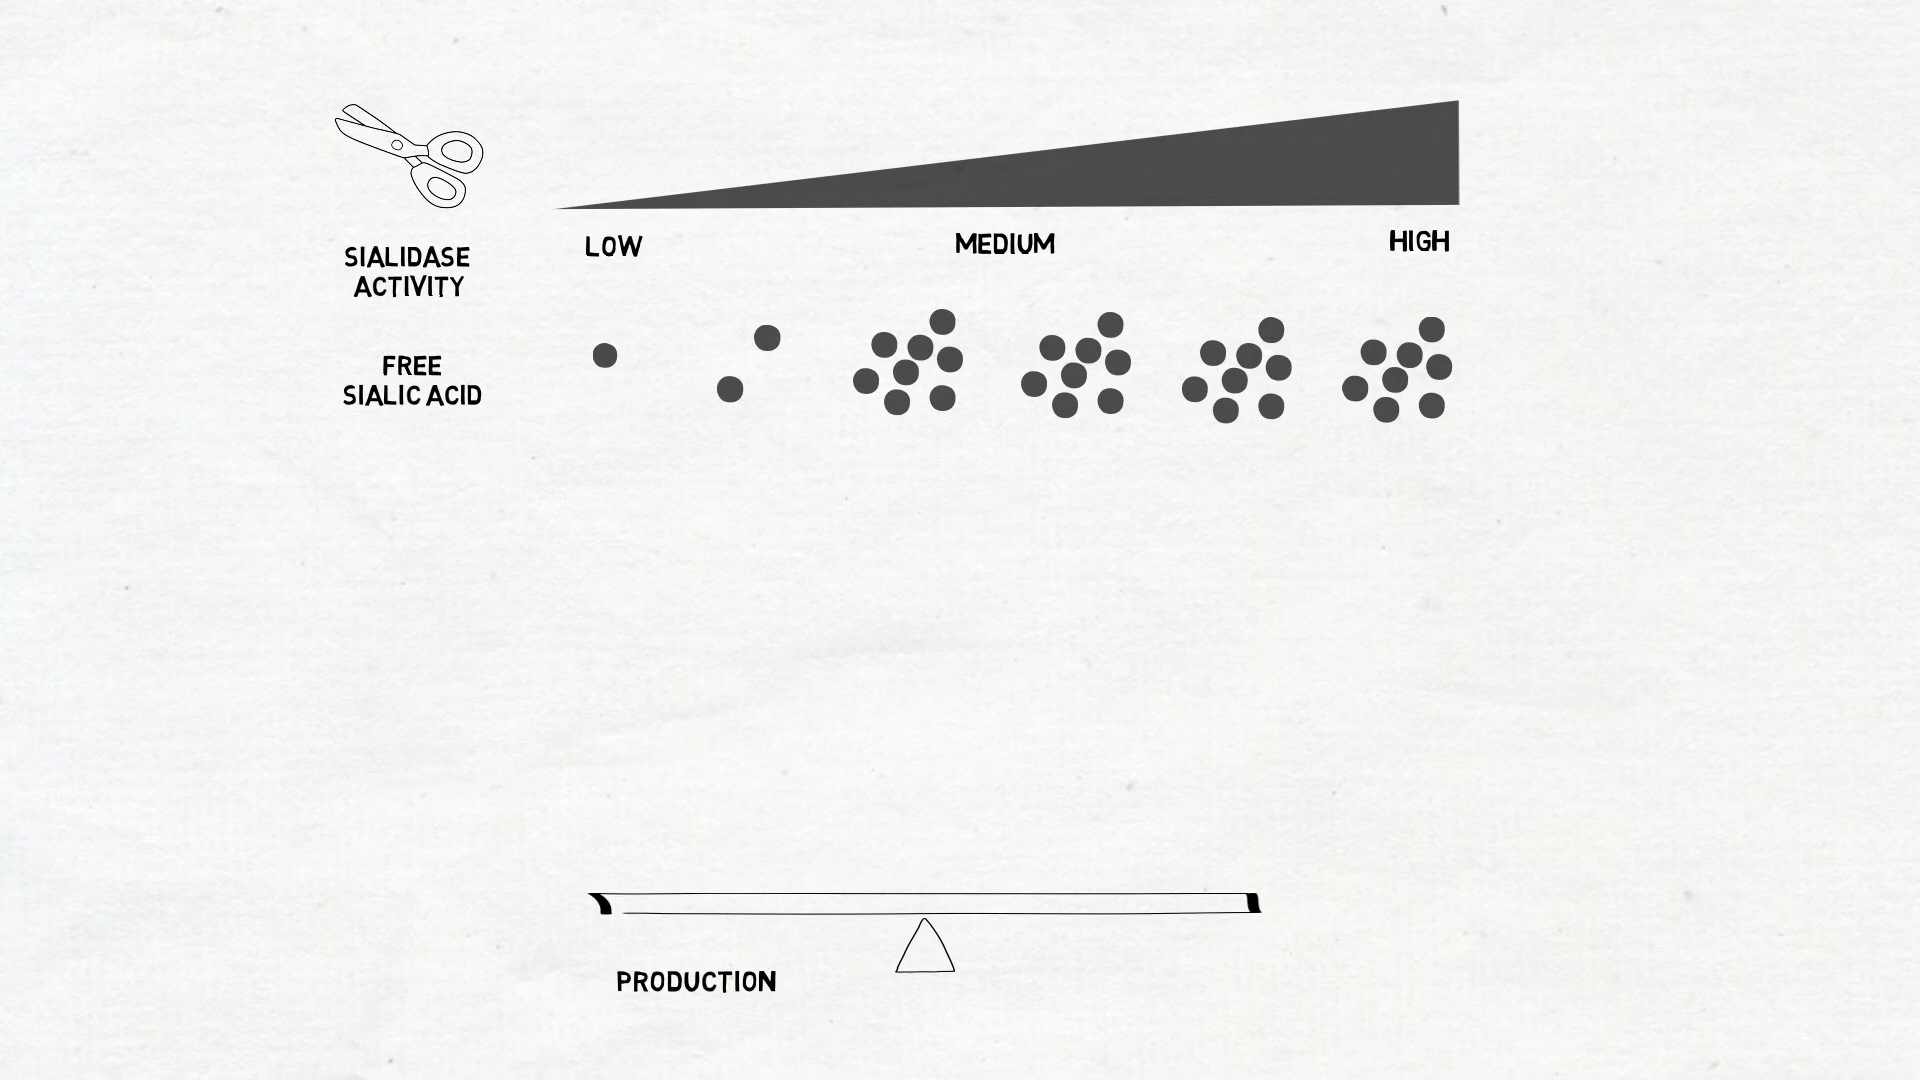 SIALIDASE
ACTIVITY
LOW
MEDIUM
HIGH
FREE
SIALIC ACID
PRODUCTION